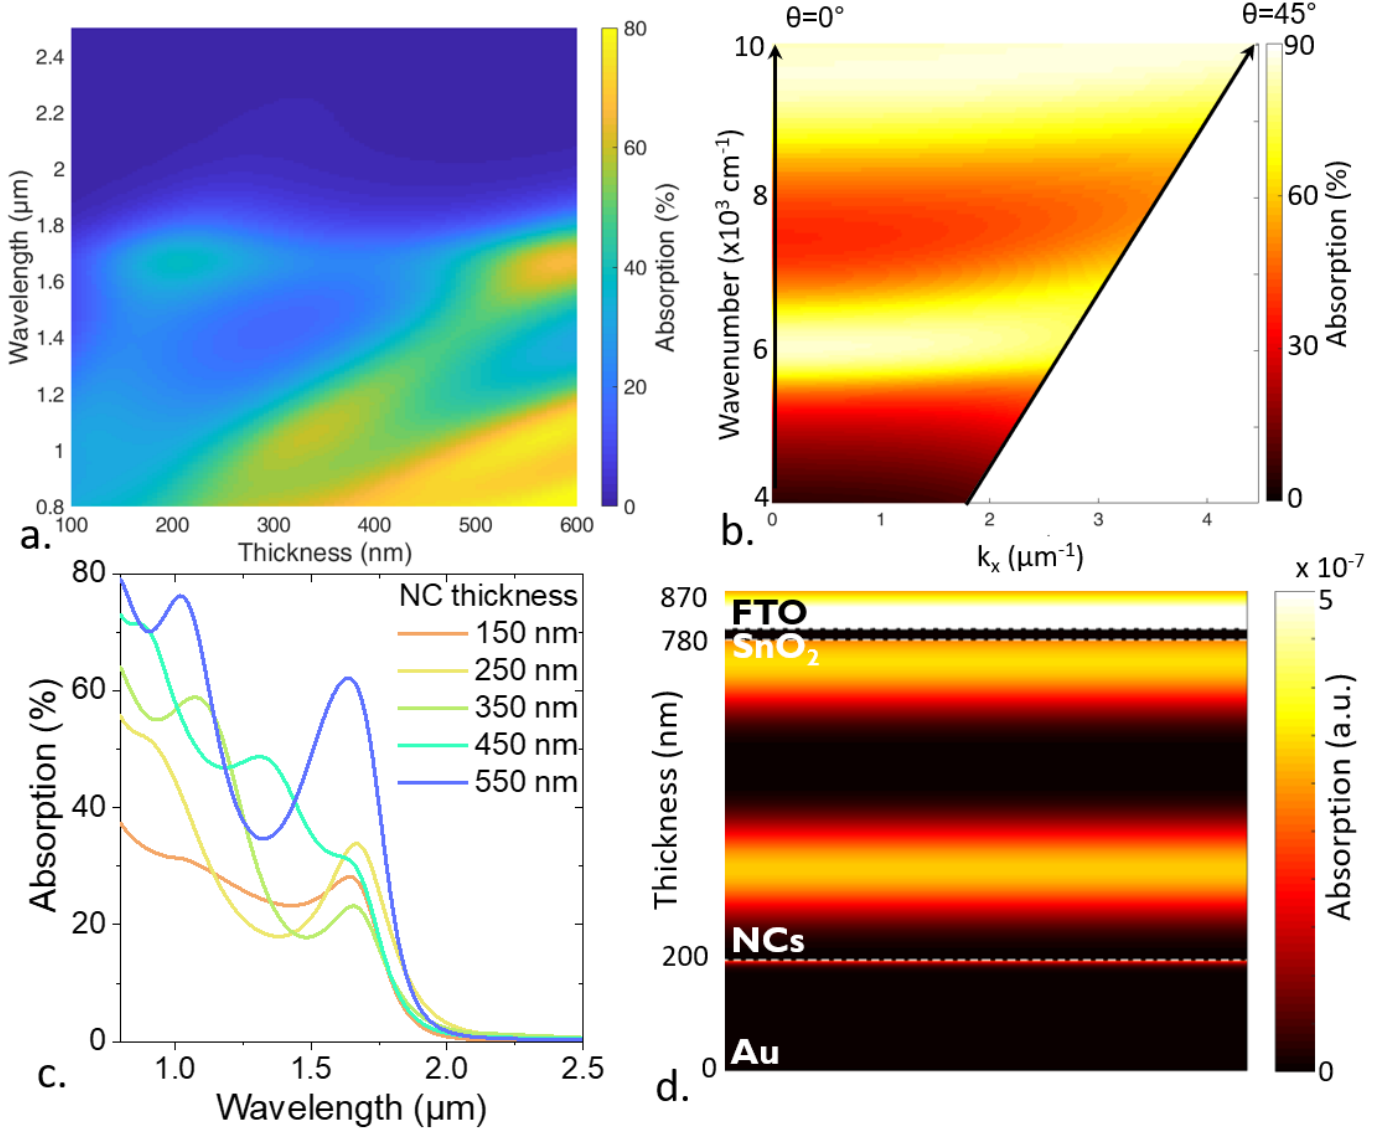 a.
2.4
2.2
2
1.8
1.6
1.4
1.2
1
0.8
Wavelength (μm)
100
200
300
400
500
600
Thickness (nm)
80
60
40
20
0
Absorption (%)
b.
θ=0°
θ=45°
10
8
6
4
Wavenumber (x10³ cm⁻¹)
0
1
2
3
4
kₓ (μm⁻¹)
90
60
30
0
Absorption (%)
c.
80
60
40
20
0
Absorption (%)
NC thickness
150 nm
250 nm
350 nm
450 nm
550 nm
1.0
1.5
2.0
2.5
Wavelength (μm)
d.
870
780
200
0
Thickness (nm)
FTO
SnO₂
NCs
Au
x 10⁻⁷
5
0
Absorption (a.u.)